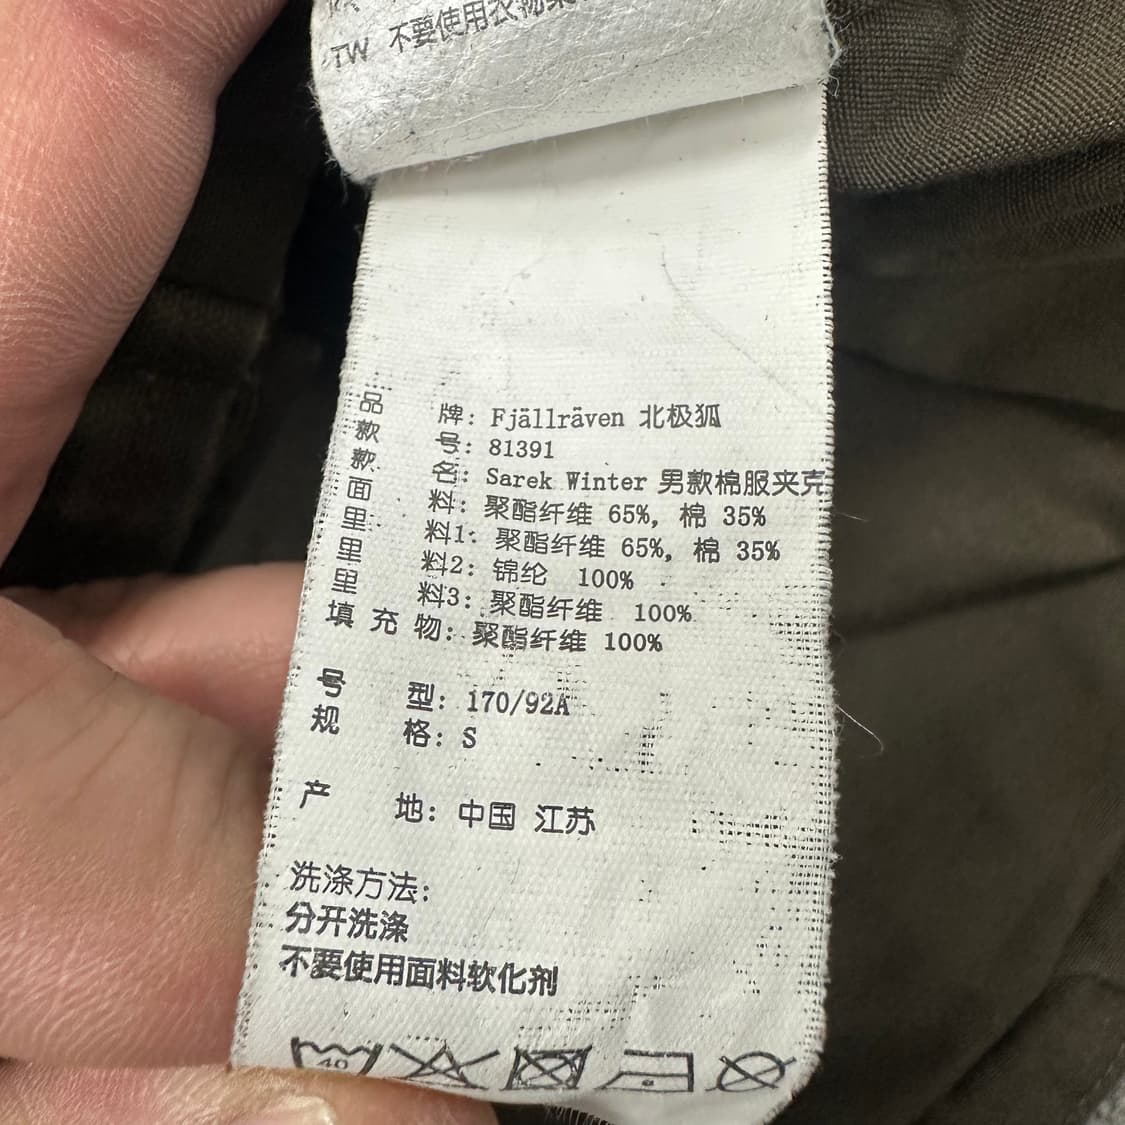 TW 不要使用衣物柔
品 牌: Fjällräven 北极狐
款 号: 81391
款 名: Sarek Winter 男款棉服夹克
面 料: 聚酯纤维 65%, 棉 35%
里 料1: 聚酯纤维 65%, 棉 35%
里 料2: 锦纶 100%
里 料3: 聚酯纤维 100%
填 充 物: 聚酯纤维 100%
号 型: 170/92A
规 格: S
产 地: 中国 江苏
洗涤方法:
分开洗涤
不要使用面料软化剂
40